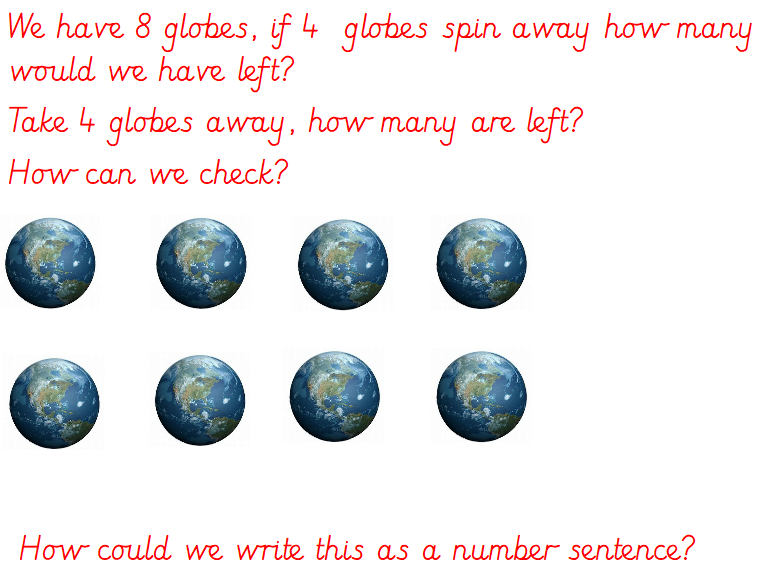 We have 8 globes, if 4 globes spin away how many
would we have left?
Take 4 globes away, how many are left?
How can we check?
How could we write this as a number sentence?